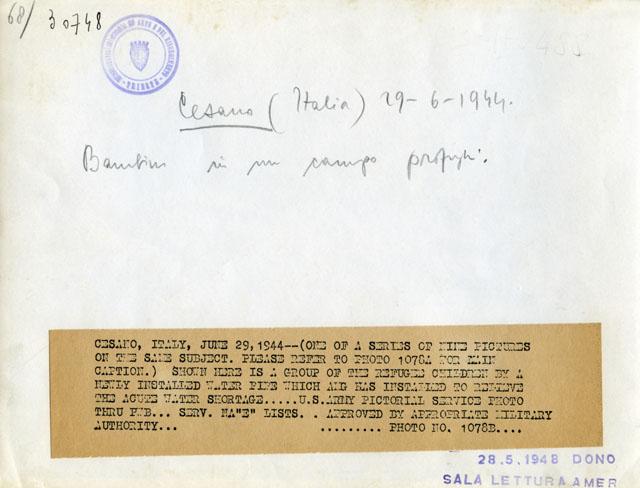 68/ 30748
Cesano (Italia) 29-6-1944.
Bambini in un campo profughi.
CESANO, ITALY, JUNE 29, 1944--(ONE OF A SERIES OF NINE PICTURES
ON THE SAME SUBJECT. PLEASE REFER TO PHOTO 1078A FOR MAIN
CAPTION.) SHOWN HERE IS A GROUP OF THE REFUGEE CHILDREN BY A
NEWLY INSTALLED WATER PIPE WHICH AMG HAS INSTALLED TO RELIEVE
THE ACUTE WATER SHORTAGE.....U.S.ARMY PICTORIAL SERVICE PHOTO
THRU PUB... SERV. NA"E" LISTS. . APPROVED BY APPROPRIATE MILITARY
AUTHORITY... ......... PHOTO NO. 1078B....
28.5.1948 DONO
SALA LETTURA AMER